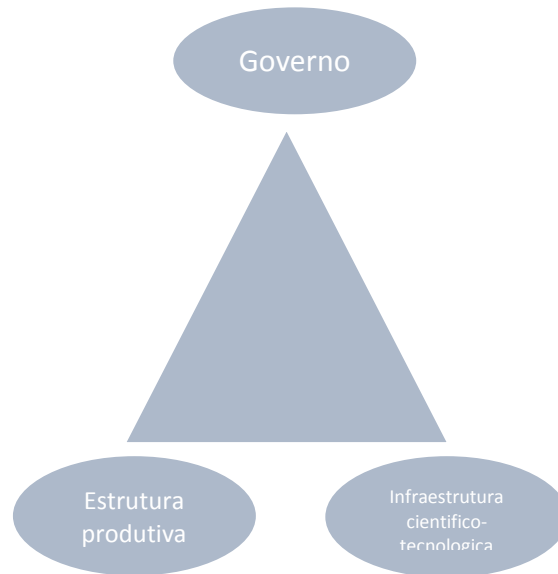 Governo
Estrutura
produtiva
Infraestrutura
cientifico-
tecnologica